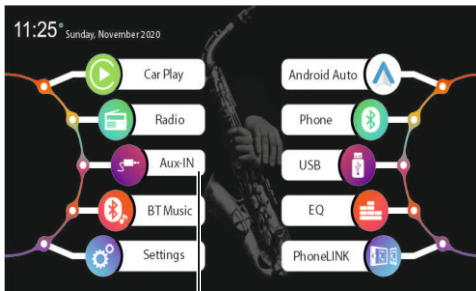 11:25° Sunday, November 2020
Car Play
Android Auto
Radio
Phone
Aux-IN
USB
BT Music
EQ
Settings
PhoneLINK